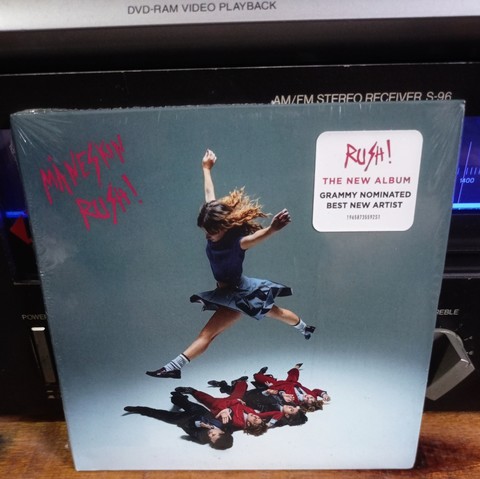 DVD-RAM VIDEO PLAYBACK
AM/FM STEREO RECEIVER S-96
MÅNESKIN
RUSH!
RUSH!
THE NEW ALBUM
GRAMMY NOMINATED
BEST NEW ARTIST
1400